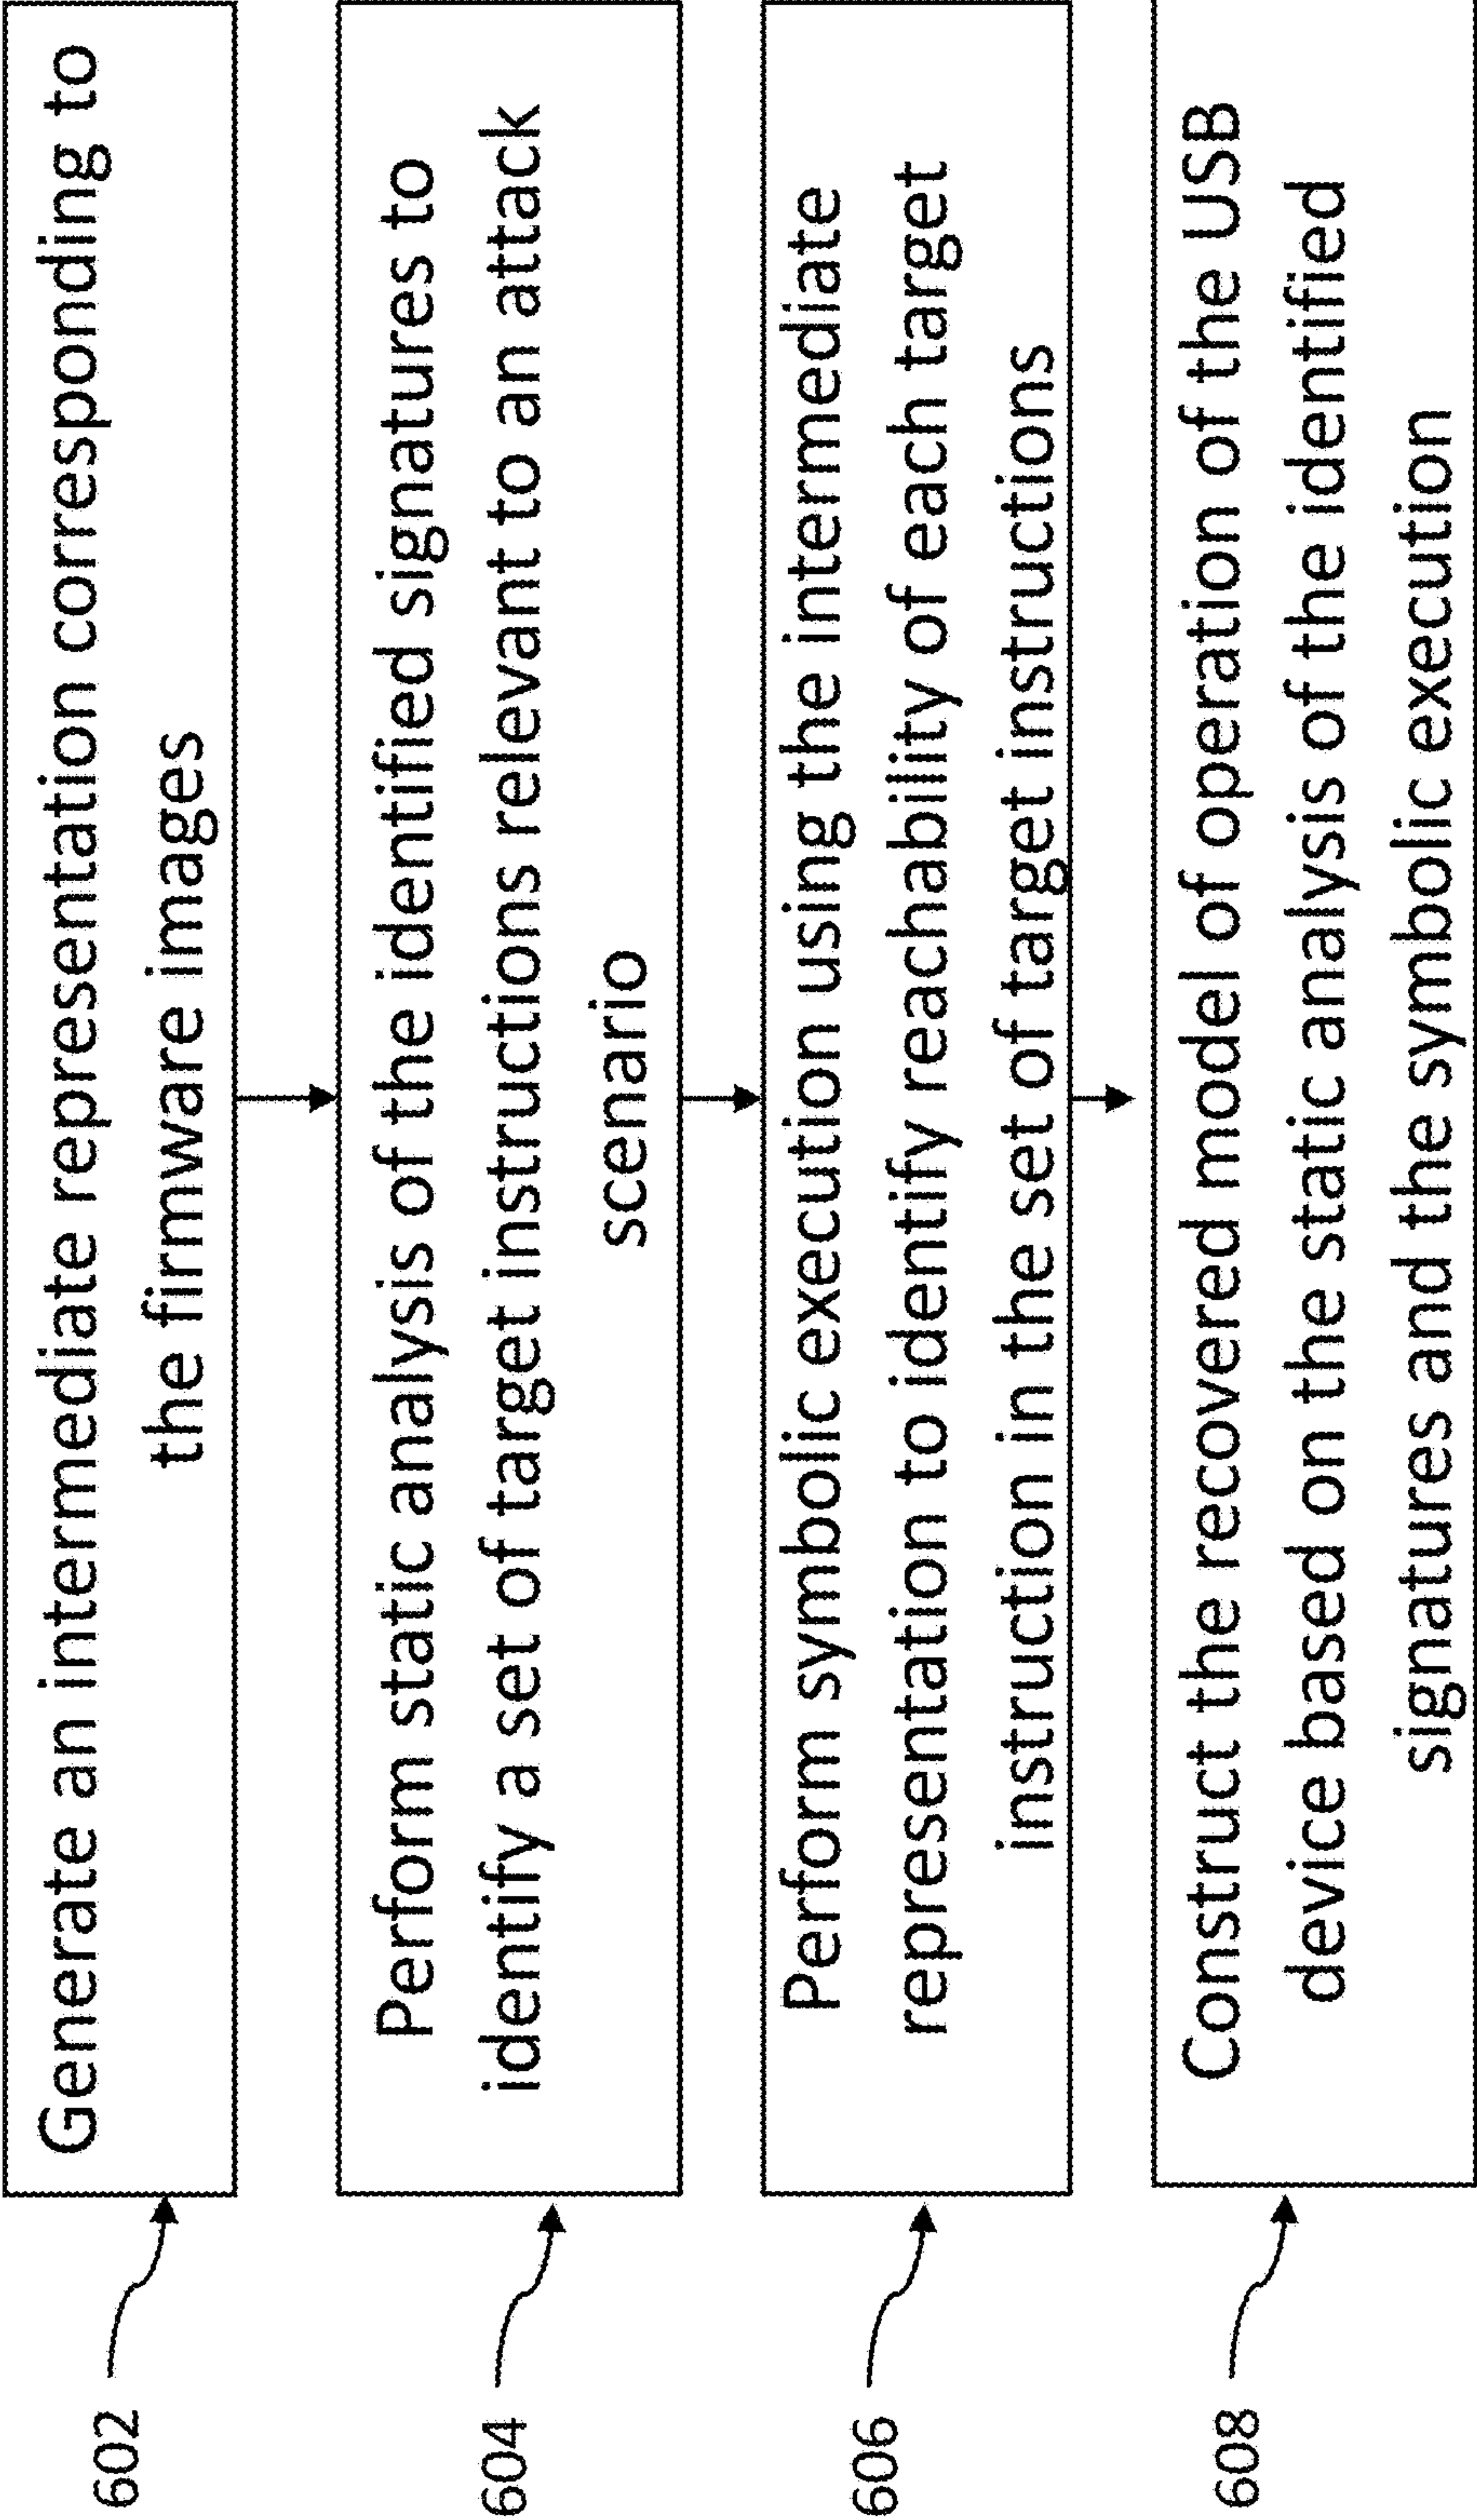 602
Generate an intermediate representation corresponding to
the firmware images
604
Perform static analysis of the identified signatures to
identify a set of target instructions relevant to an attack
scenario
606
Perform symbolic execution using the intermediate
representation to identify reachability of each target
instruction in the set of target instructions
608
Construct the recovered model of operation of the USB
device based on the static analysis of the identified
signatures and the symbolic execution